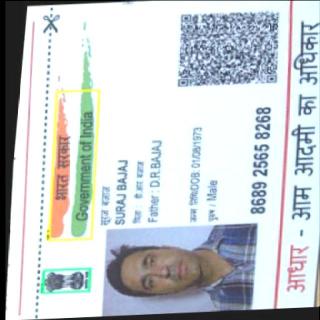 भारत सरकार
Government of India
सूरज बजाज
SURAJ BAJAJ
पिता डी.आर.बजाज
Father : D.R.BAJAJ
जन्म तिथि/DOB: 01/08/1973
पुरुष / Male
8689 2565 8268
आधार - आम आदमी का अधिकार